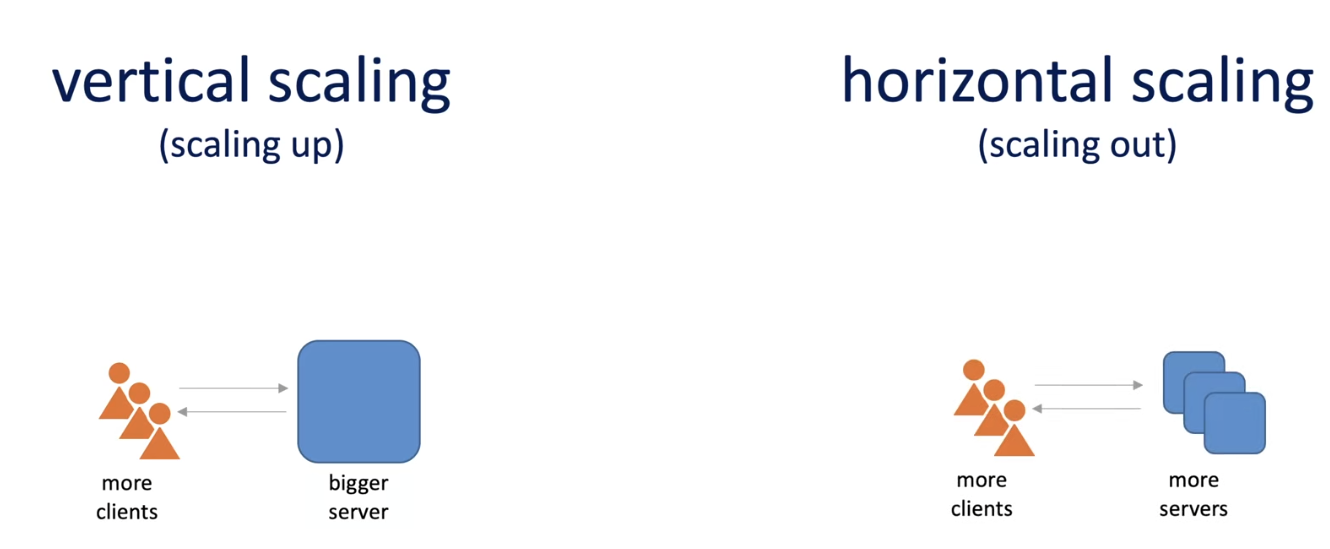 vertical scaling
(scaling up)
more
clients
bigger
server
horizontal scaling
(scaling out)
more
clients
more
servers